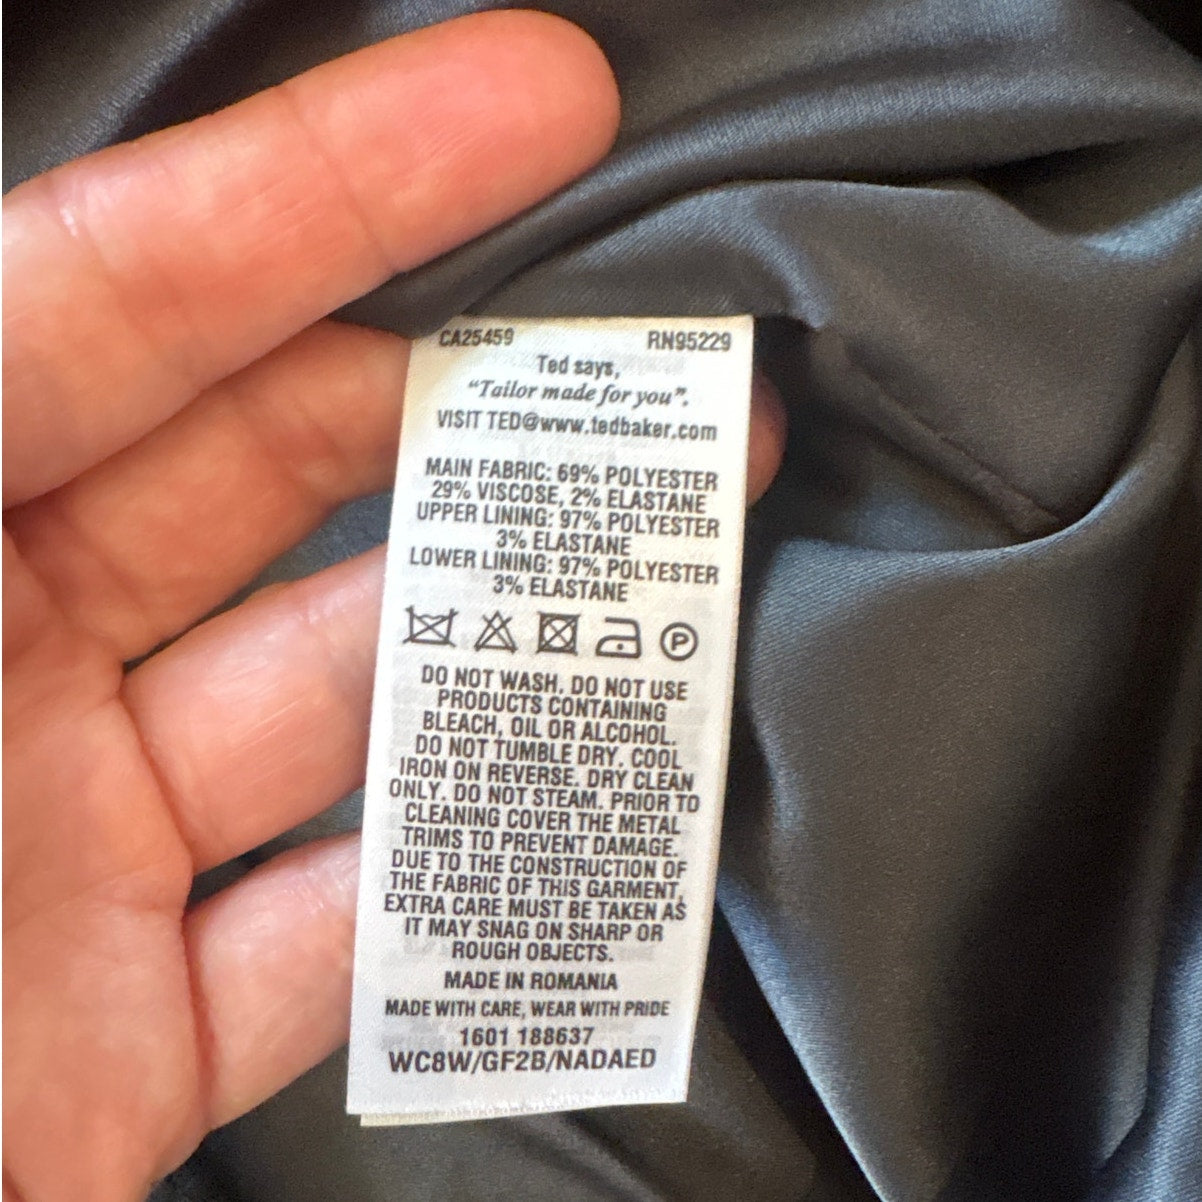 CA25459 RN95229
Ted says,
“Tailor made for you”.
VISIT TED@www.tedbaker.com
MAIN FABRIC: 69% POLYESTER
29% VISCOSE, 2% ELASTANE
UPPER LINING: 97% POLYESTER
3% ELASTANE
LOWER LINING: 97% POLYESTER
3% ELASTANE
P
DO NOT WASH. DO NOT USE
PRODUCTS CONTAINING
BLEACH, OIL OR ALCOHOL.
DO NOT TUMBLE DRY. COOL
IRON ON REVERSE. DRY CLEAN
ONLY. DO NOT STEAM. PRIOR TO
CLEANING COVER THE METAL
TRIMS TO PREVENT DAMAGE.
DUE TO THE CONSTRUCTION OF
THE FABRIC OF THIS GARMENT,
EXTRA CARE MUST BE TAKEN AS
IT MAY SNAG ON SHARP OR
ROUGH OBJECTS.
MADE IN ROMANIA
MADE WITH CARE, WEAR WITH PRIDE
1601 188637
WC8W/GF2B/NADAED